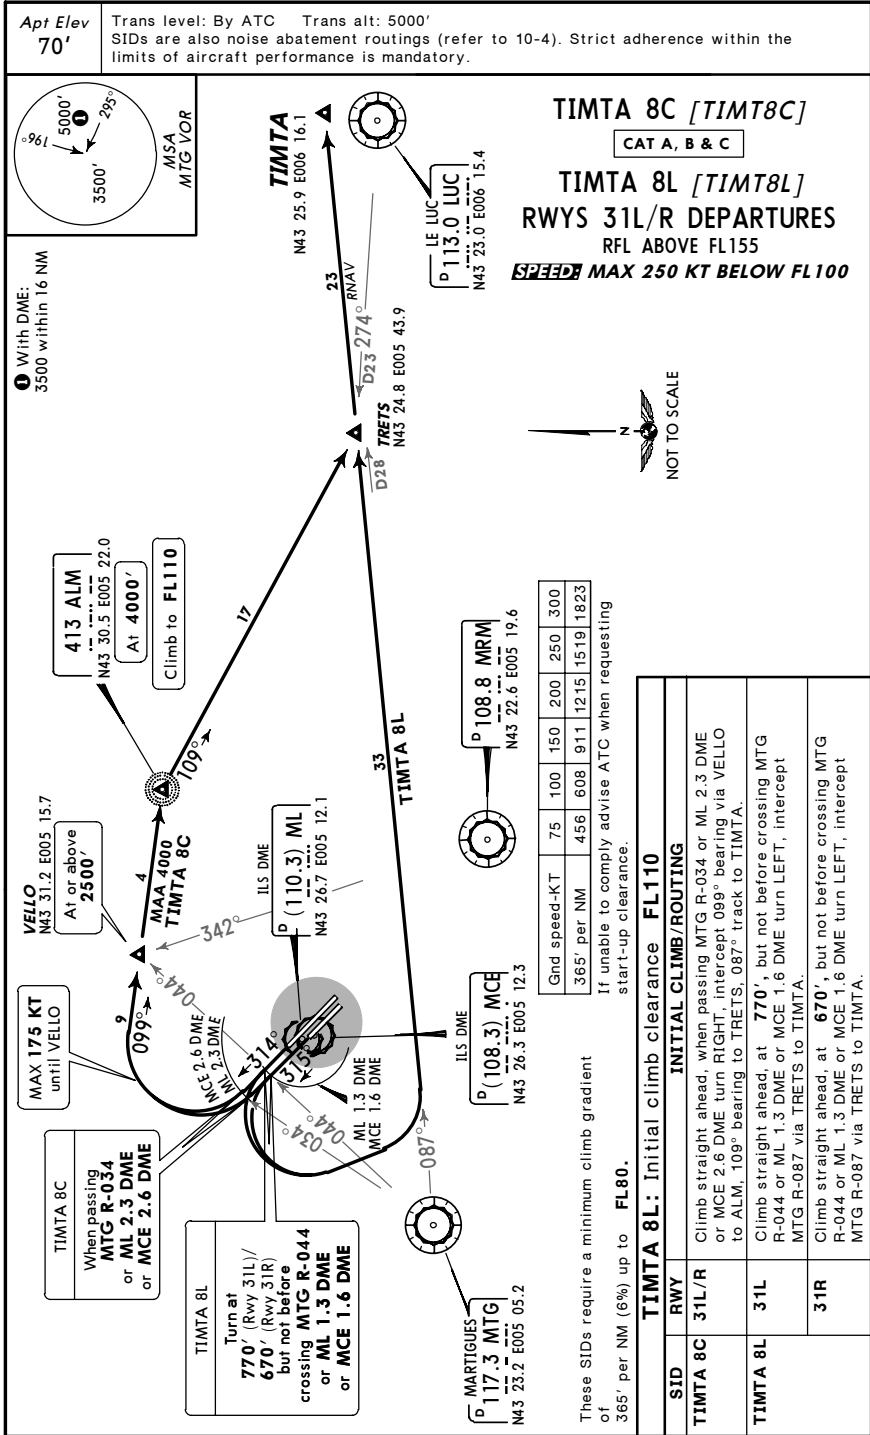 Apt Elev
70'
Trans level: By ATC Trans alt: 5000'
SIDs are also noise abatement routings (refer to 10-4). Strict adherence within the
limits of aircraft performance is mandatory.
196°
5000'
❶
295°
3500'
MSA
MTG VOR
❶ With DME:
3500 within 16 NM
TIMTA 8C [TIMT8C]
CAT A, B & C
TIMTA 8L [TIMT8L]
RWYS 31L/R DEPARTURES
RFL ABOVE FL155
SPEED: MAX 250 KT BELOW FL100
TIMTA
N43 25.9 E006 16.1
LE LUC
D 113.0 LUC
N43 23.0 E006 15.4
23
RNAV
274°
D23
TRETS
N43 24.8 E005 43.9
D28
N
NOT TO SCALE
413 ALM
N43 30.5 E005 22.0
At 4000'
Climb to FL110
17
109°
VELLO
N43 31.2 E005 15.7
At or above
2500'
4
MAA 4000
TIMTA 8C
33
TIMTA 8L
D 108.8 MRM
N43 22.6 E005 19.6
ILS DME
D (110.3) ML
N43 26.7 E005 12.1
342°
044°
MAX 175 KT
until VELLO
9
099°
MCE 2.6 DME
ML 2.3 DME
314°
315°
ML 1.3 DME
MCE 1.6 DME
044°
034°
087°
ILS DME
D (108.3) MCE
N43 26.3 E005 12.3
TIMTA 8C
When passing
MTG R-034
or ML 2.3 DME
or MCE 2.6 DME
TIMTA 8L
Turn at
770' (Rwy 31L)/
670' (Rwy 31R)
but not before
crossing MTG R-044
or ML 1.3 DME
or MCE 1.6 DME
MARTIGUES
D 117.3 MTG
N43 23.2 E005 05.2
These SIDs require a minimum climb gradient
of
365' per NM (6%) up to FL80.
Gnd speed-KT 75 100 150 200 250 300
365' per NM 456 608 911 1215 1519 1823
If unable to comply advise ATC when requesting
start-up clearance.
TIMTA 8L: Initial climb clearance FL110
SID RWY INITIAL CLIMB/ROUTING
TIMTA 8C 31L/R Climb straight ahead, when passing MTG R-034 or ML 2.3 DME
or MCE 2.6 DME turn RIGHT, intercept 099° bearing via VELLO
to ALM, 109° bearing to TRETS, 087° track to TIMTA.
TIMTA 8L 31L Climb straight ahead, at 770', but not before crossing MTG
R-044 or ML 1.3 DME or MCE 1.6 DME turn LEFT, intercept
MTG R-087 via TRETS to TIMTA.
31R Climb straight ahead, at 670', but not before crossing MTG
R-044 or ML 1.3 DME or MCE 1.6 DME turn LEFT, intercept
MTG R-087 via TRETS to TIMTA.